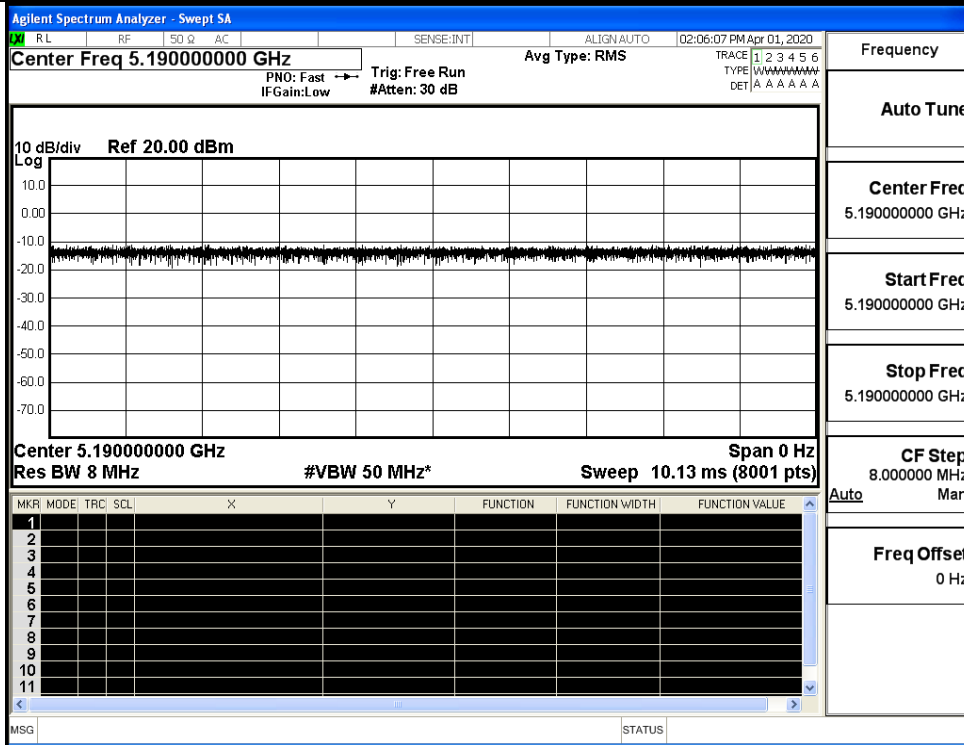 Agilent Spectrum Analyzer - Swept SA
LXI RL RF 50 Ω AC SENSE:INT ALIGN AUTO 02:06:07 PM Apr 01, 2020
Center Freq 5.190000000 GHz Avg Type: RMS TRACE 1 2 3 4 5 6
PNO: Fast Trig: Free Run TYPE WWWWWW
IFGain:Low #Atten: 30 dB DET A A A A A A
10 dB/div Ref 20.00 dBm
Log
10.0
0.00
-10.0
-20.0
-30.0
-40.0
-50.0
-60.0
-70.0
Center 5.190000000 GHz Span 0 Hz
Res BW 8 MHz #VBW 50 MHz* Sweep 10.13 ms (8001 pts)
MKR MODE TRC SCL X Y FUNCTION FUNCTION WIDTH FUNCTION VALUE
1
2
3
4
5
6
7
8
9
10
11
MSG STATUS
Frequency
Auto Tune
Center Freq
5.190000000 GHz
Start Freq
5.190000000 GHz
Stop Freq
5.190000000 GHz
CF Step
8.000000 MHz
Auto Man
Freq Offset
0 Hz